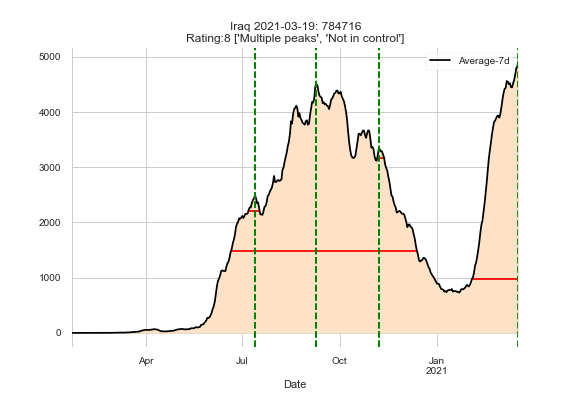 Iraq 2021-03-19: 784716
Rating:8 ['Multiple peaks', 'Not in control']
Average-7d
5000
4000
3000
2000
1000
0
Apr
Jul
Oct
Jan
2021
Date